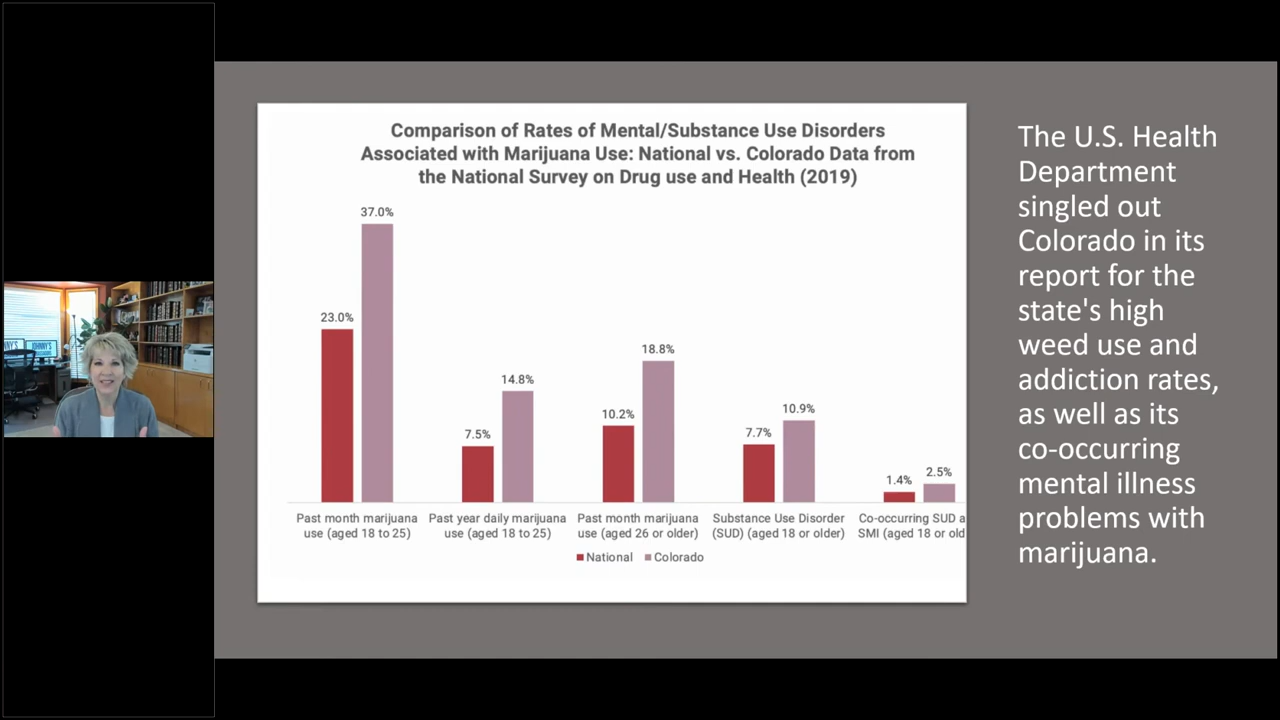 Comparison of Rates of Mental/Substance Use Disorders
Associated with Marijuana Use: National vs. Colorado Data from
the National Survey on Drug use and Health (2019)
37.0%
23.0%
14.8%
7.5%
18.8%
10.2%
10.9%
7.7%
2.5%
1.4%
Past month marijuana
use (aged 18 to 25)
Past year daily marijuana
use (aged 18 to 25)
Past month marijuana
use (aged 26 or older)
Substance Use Disorder
(SUD) (aged 18 or older)
Co-occurring SUD a
SMI (aged 18 or old
National
Colorado
The U.S. Health
Department
singled out
Colorado in its
report for the
state's high
weed use and
addiction rates,
as well as its
co-occurring
mental illness
problems with
marijuana.